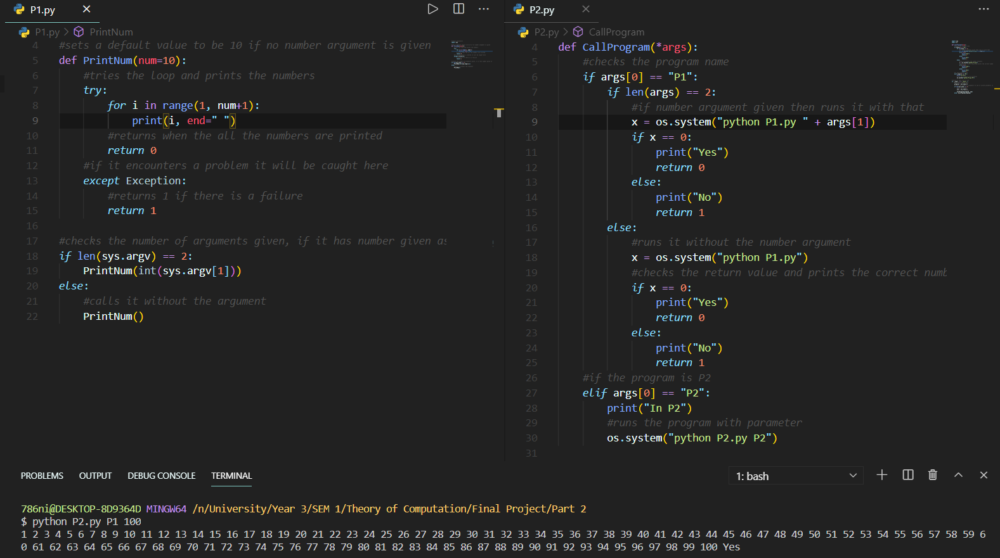 P1.py
P1.py > PrintNum
4 #sets a default value to be 10 if no number argument is given
5 def PrintNum(num=10):
6 #tries the loop and prints the numbers
7 try:
8 for i in range(1, num+1):
9 print(i, end=" ")
10 #returns when the all the numbers are printed
11 return 0
12 #if it encounters a problem it will be caught here
13 except Exception:
14 #returns 1 if there is a failure
15 return 1
16
17 #checks the number of arguments given, if it has number given as
18 if len(sys.argv) == 2:
19 PrintNum(int(sys.argv[1]))
20 else:
21 #calls it without the argument
22 PrintNum()
P2.py
P2.py > CallProgram
4 def CallProgram(*args):
5 #checks the program name
6 if args[0] == "P1":
7 if len(args) == 2:
8 #if number argument given then runs it with that
9 x = os.system("python P1.py " + args[1])
10 if x == 0:
11 print("Yes")
12 return 0
13 else:
14 print("No")
15 return 1
16 else:
17 #runs it without the number argument
18 x = os.system("python P1.py")
19 #checks the return value and prints the correct numb
20 if x == 0:
21 print("Yes")
22 return 0
23 else:
24 print("No")
25 return 1
26 #if the program is P2
27 elif args[0] == "P2":
28 print("In P2")
29 #runs the program with parameter
30 os.system("python P2.py P2")
31
PROBLEMS OUTPUT DEBUG CONSOLE TERMINAL 1: bash
786ni@DESKTOP-8D9364D MINGW64 /n/University/Year 3/SEM 1/Theory of Computation/Final Project/Part 2
$ python P2.py P1 100
1 2 3 4 5 6 7 8 9 10 11 12 13 14 15 16 17 18 19 20 21 22 23 24 25 26 27 28 29 30 31 32 33 34 35 36 37 38 39 40 41 42 43 44 45 46 47 48 49 50 51 52 53 54 55 56 57 58 59 6
0 61 62 63 64 65 66 67 68 69 70 71 72 73 74 75 76 77 78 79 80 81 82 83 84 85 86 87 88 89 90 91 92 93 94 95 96 97 98 99 100 Yes